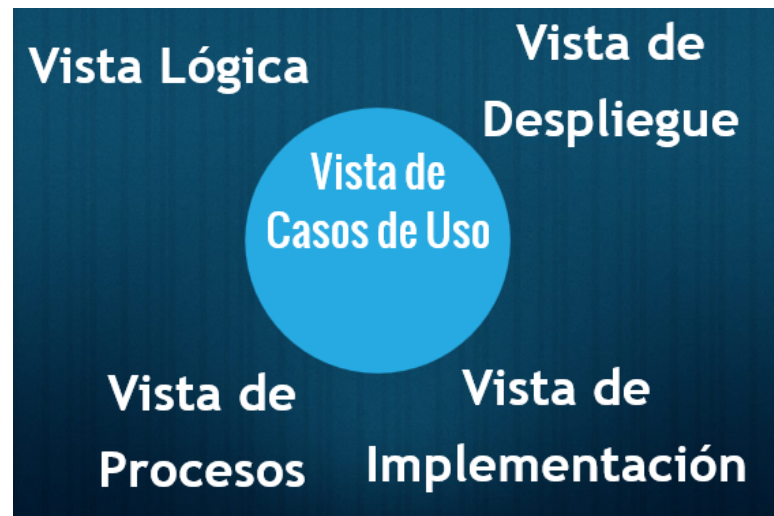 Vista Lógica
Vista de
Despliegue
Vista de
Casos de Uso
Vista de
Procesos
Vista de
Implementación